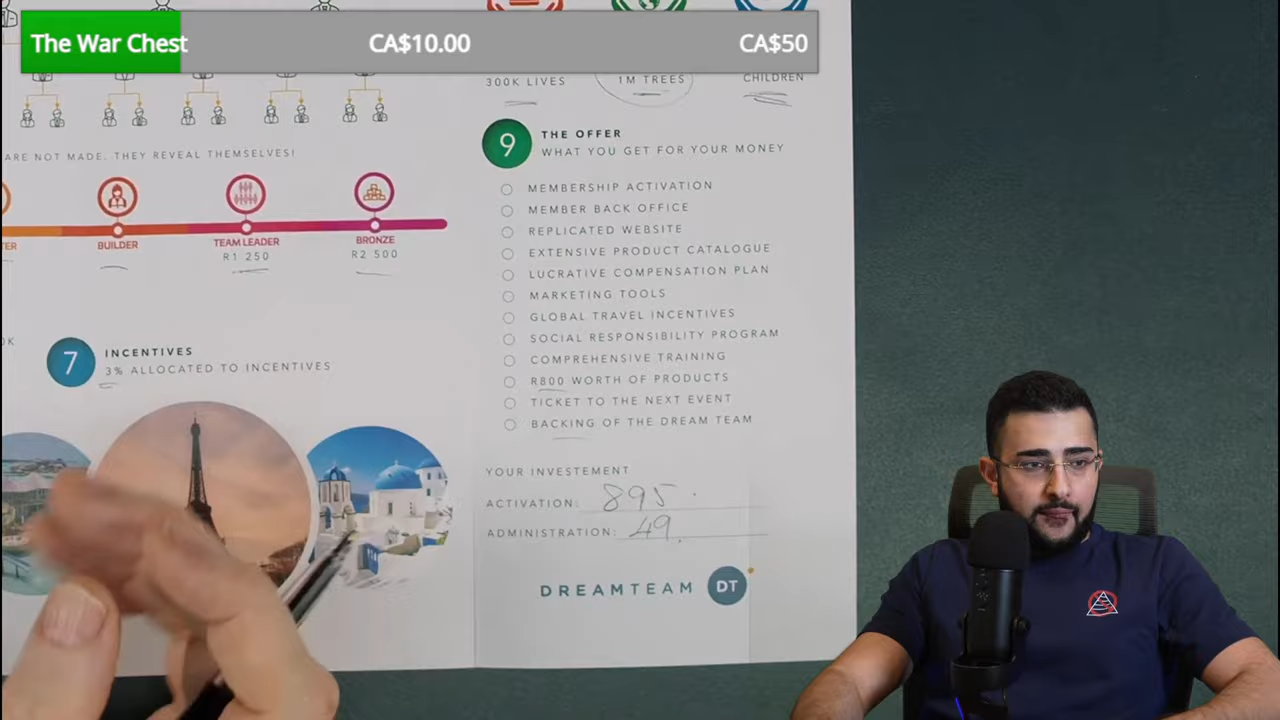 The War Chest CA$10.00 CA$50
300K LIVES
1M TREES
CHILDREN
ARE NOT MADE. THEY REVEAL THEMSELVES!
TER
BUILDER
TEAM LEADER
R1 250
BRONZE
R2 500
0K
7
INCENTIVES
3% ALLOCATED TO INCENTIVES
9
THE OFFER
WHAT YOU GET FOR YOUR MONEY
MEMBERSHIP ACTIVATION
MEMBER BACK OFFICE
REPLICATED WEBSITE
EXTENSIVE PRODUCT CATALOGUE
LUCRATIVE COMPENSATION PLAN
MARKETING TOOLS
GLOBAL TRAVEL INCENTIVES
SOCIAL RESPONSIBILITY PROGRAM
COMPREHENSIVE TRAINING
R800 WORTH OF PRODUCTS
TICKET TO THE NEXT EVENT
BACKING OF THE DREAM TEAM
YOUR INVESTEMENT
ACTIVATION: 895
ADMINISTRATION: 49
DREAMTEAM DT